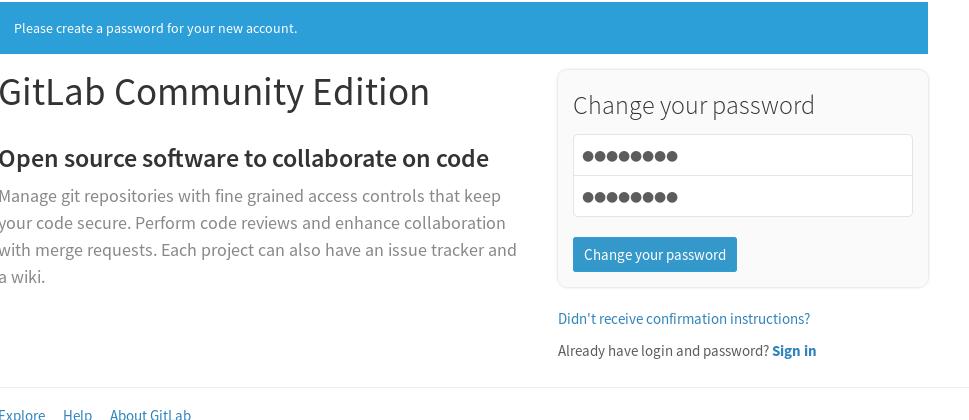 Please create a password for your new account.
GitLab Community Edition
Open source software to collaborate on code
Manage git repositories with fine grained access controls that keep
your code secure. Perform code reviews and enhance collaboration
with merge requests. Each project can also have an issue tracker and
a wiki.
Change your password
●●●●●●●●
●●●●●●●●
Change your password
Didn't receive confirmation instructions?
Already have login and password? Sign in
Explore Help About GitLab